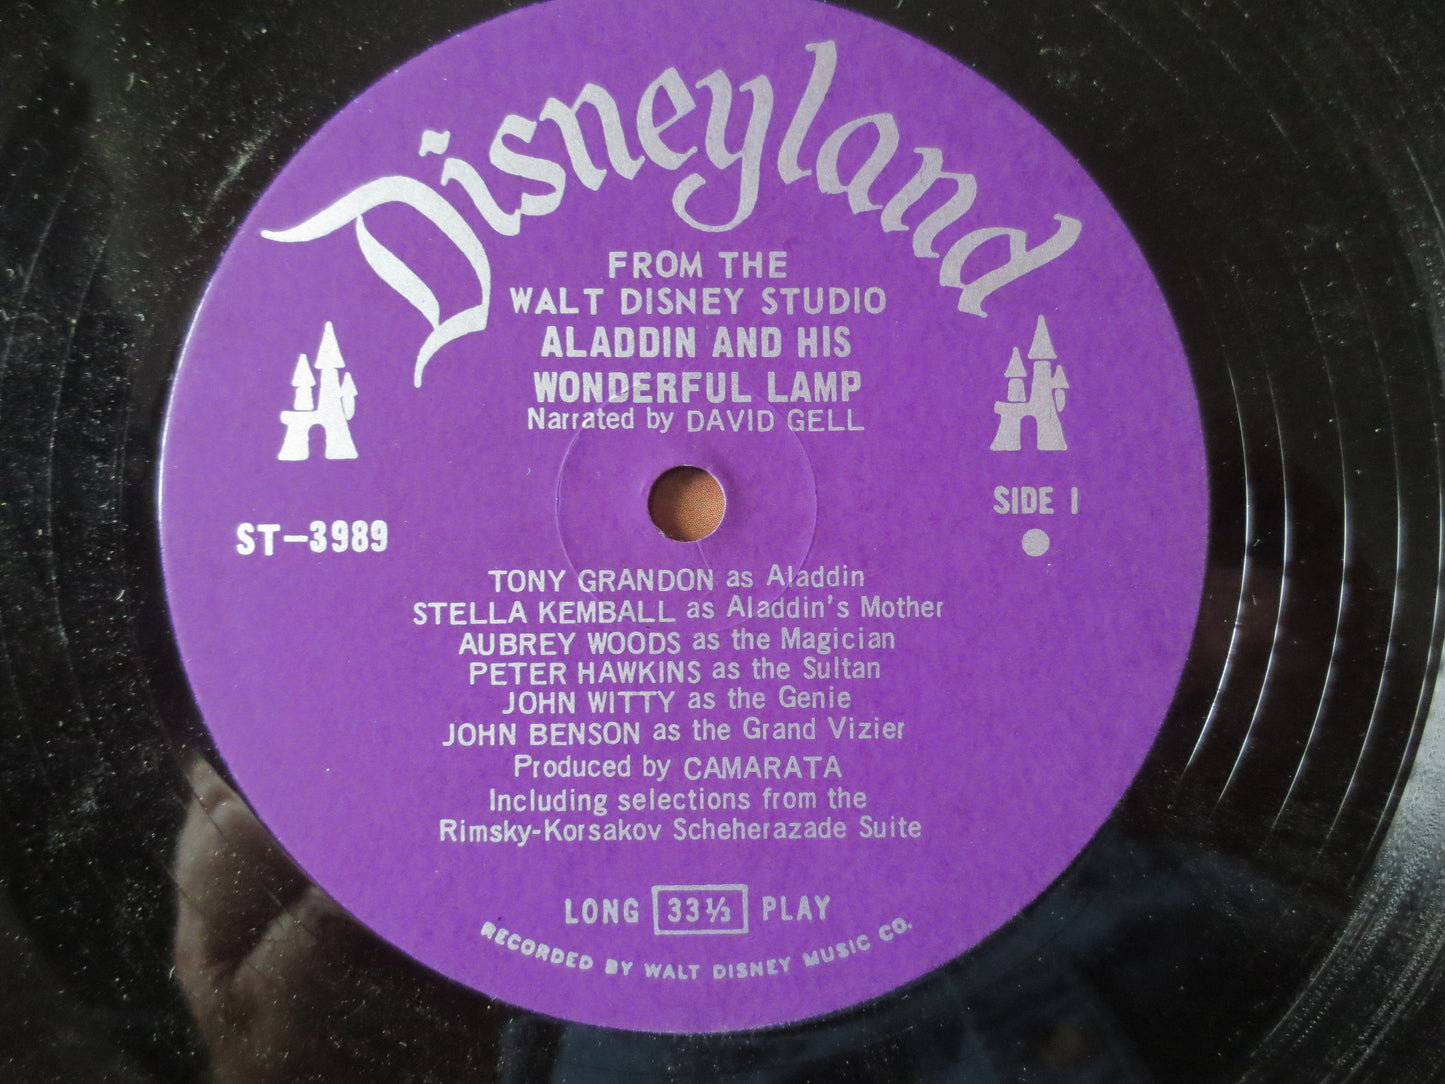 Disneyland
FROM THE
WALT DISNEY STUDIO
ALADDIN AND HIS
WONDERFUL LAMP
Narrated by DAVID GELL
SIDE 1
ST-3989
TONY GRANDON as Aladdin
STELLA KEMBALL as Aladdin's Mother
AUBREY WOODS as the Magician
PETER HAWKINS as the Sultan
JOHN WITTY as the Genie
JOHN BENSON as the Grand Vizier
Produced by CAMARATA
Including selections from the
Rimsky-Korsakov Scheherazade Suite
LONG 33⅓ PLAY
RECORDED BY WALT DISNEY MUSIC CO.